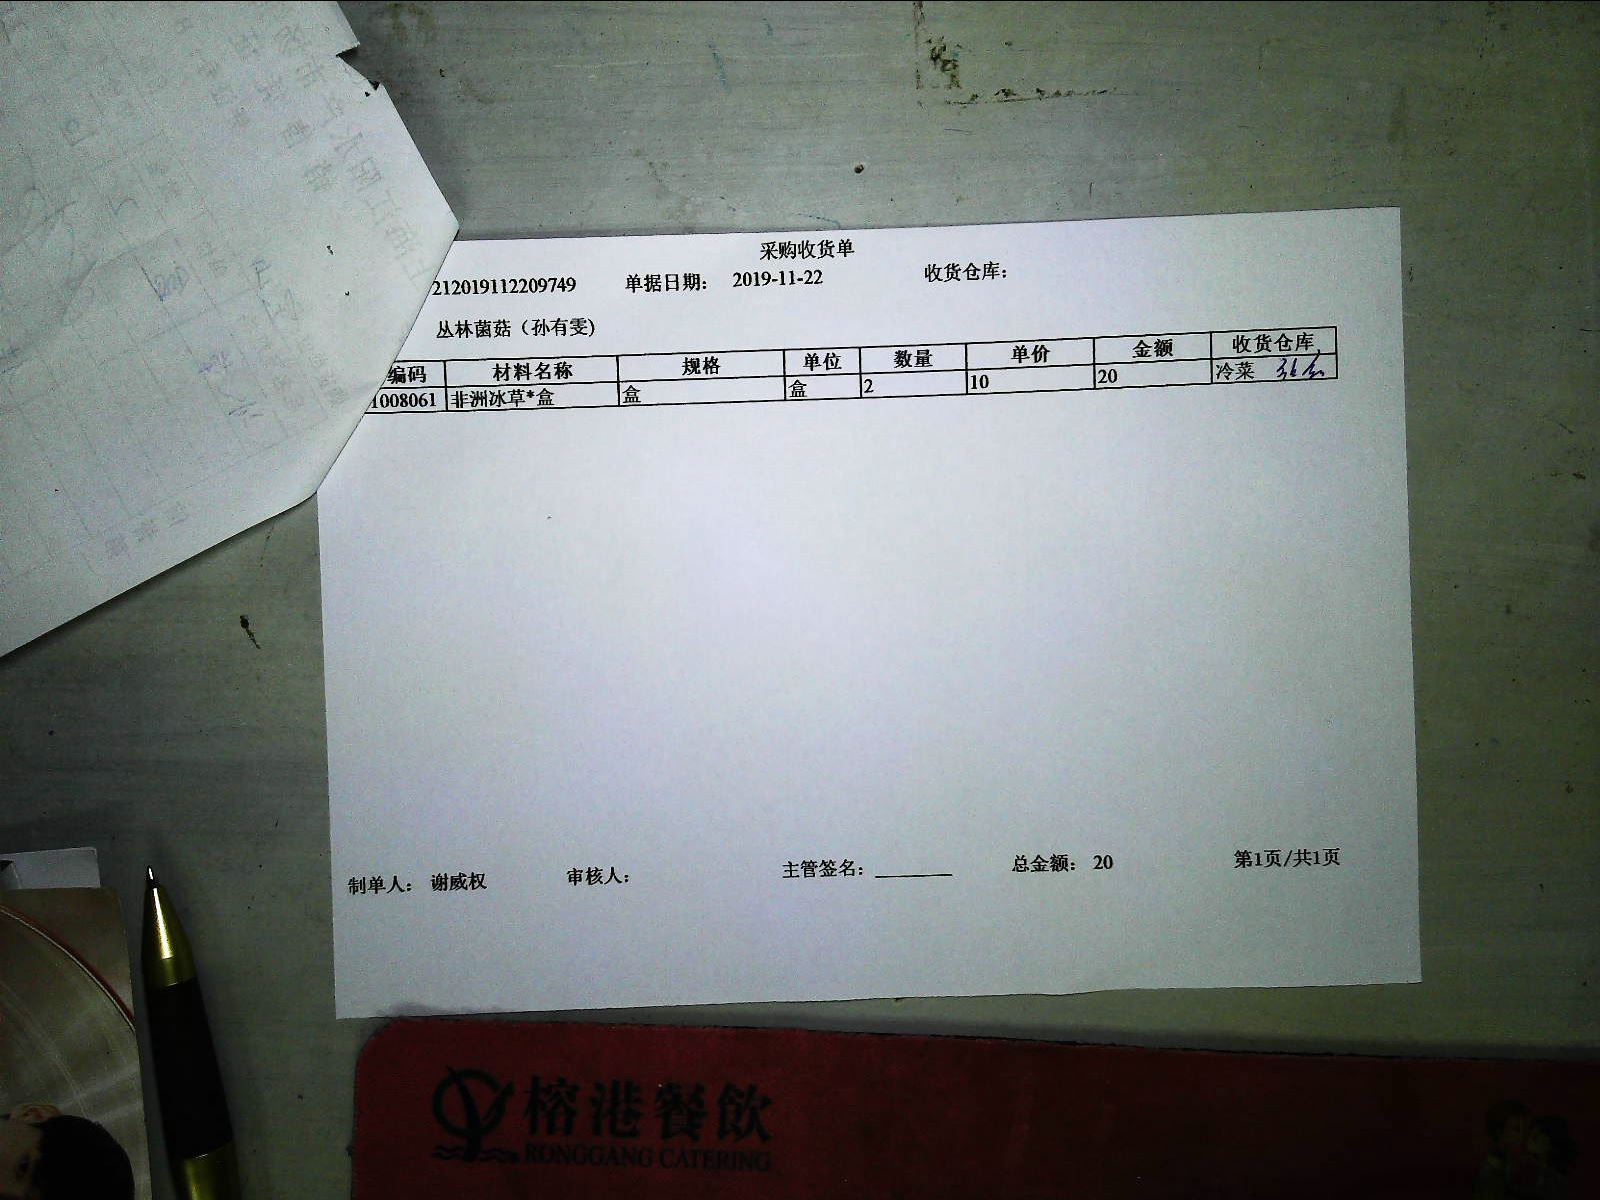 采购收货单
212019112209749 单据日期： 2019-11-22 收货仓库：
丛林菌菇（孙有雯)
编码 材料名称 规格 单位 数量 单价 金额 收货仓库
1008061 非洲冰草*盒 盒 盒 2 10 20 冷菜
制单人： 谢威权 审核人： 主管签名： 总金额： 20 第1页/共1页
榕港餐飲
RONGGANG CATERING